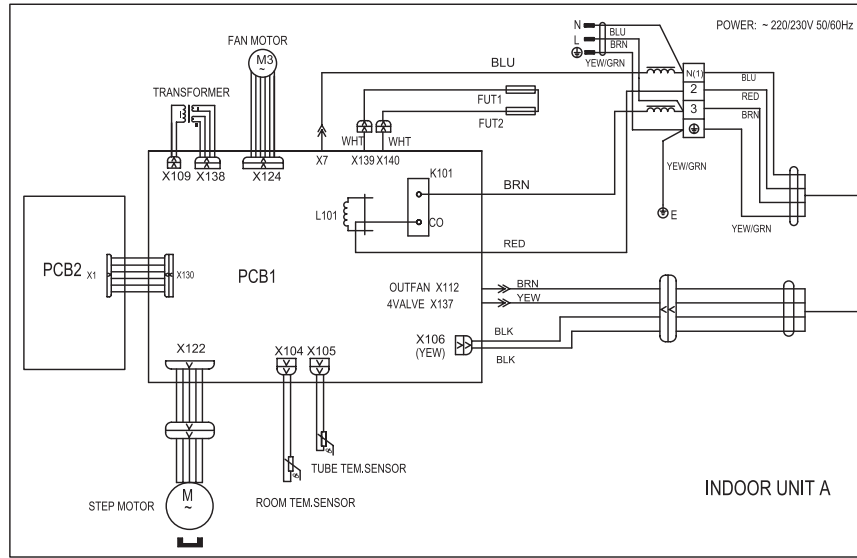 N
L
POWER: ~ 220/230V 50/60Hz
BLU
BRN
YEW/GRN
FAN MOTOR
M3
~
BLU
N(1)
BLU
TRANSFORMER
FUT1
2
RED
FUT2
3
BRN
WHT
WHT
X109
X138
X124
X7
X139
X140
YEW/GRN
K101
BRN
L101
CO
E
YEW/GRN
RED
PCB2
X1
X130
PCB1
OUTFAN X112
BRN
4VALVE X137
YEW
X106
(YEW)
BLK
BLK
X122
X104
X105
TUBE TEM.SENSOR
M
~
STEP MOTOR
ROOM TEM.SENSOR
INDOOR UNIT A